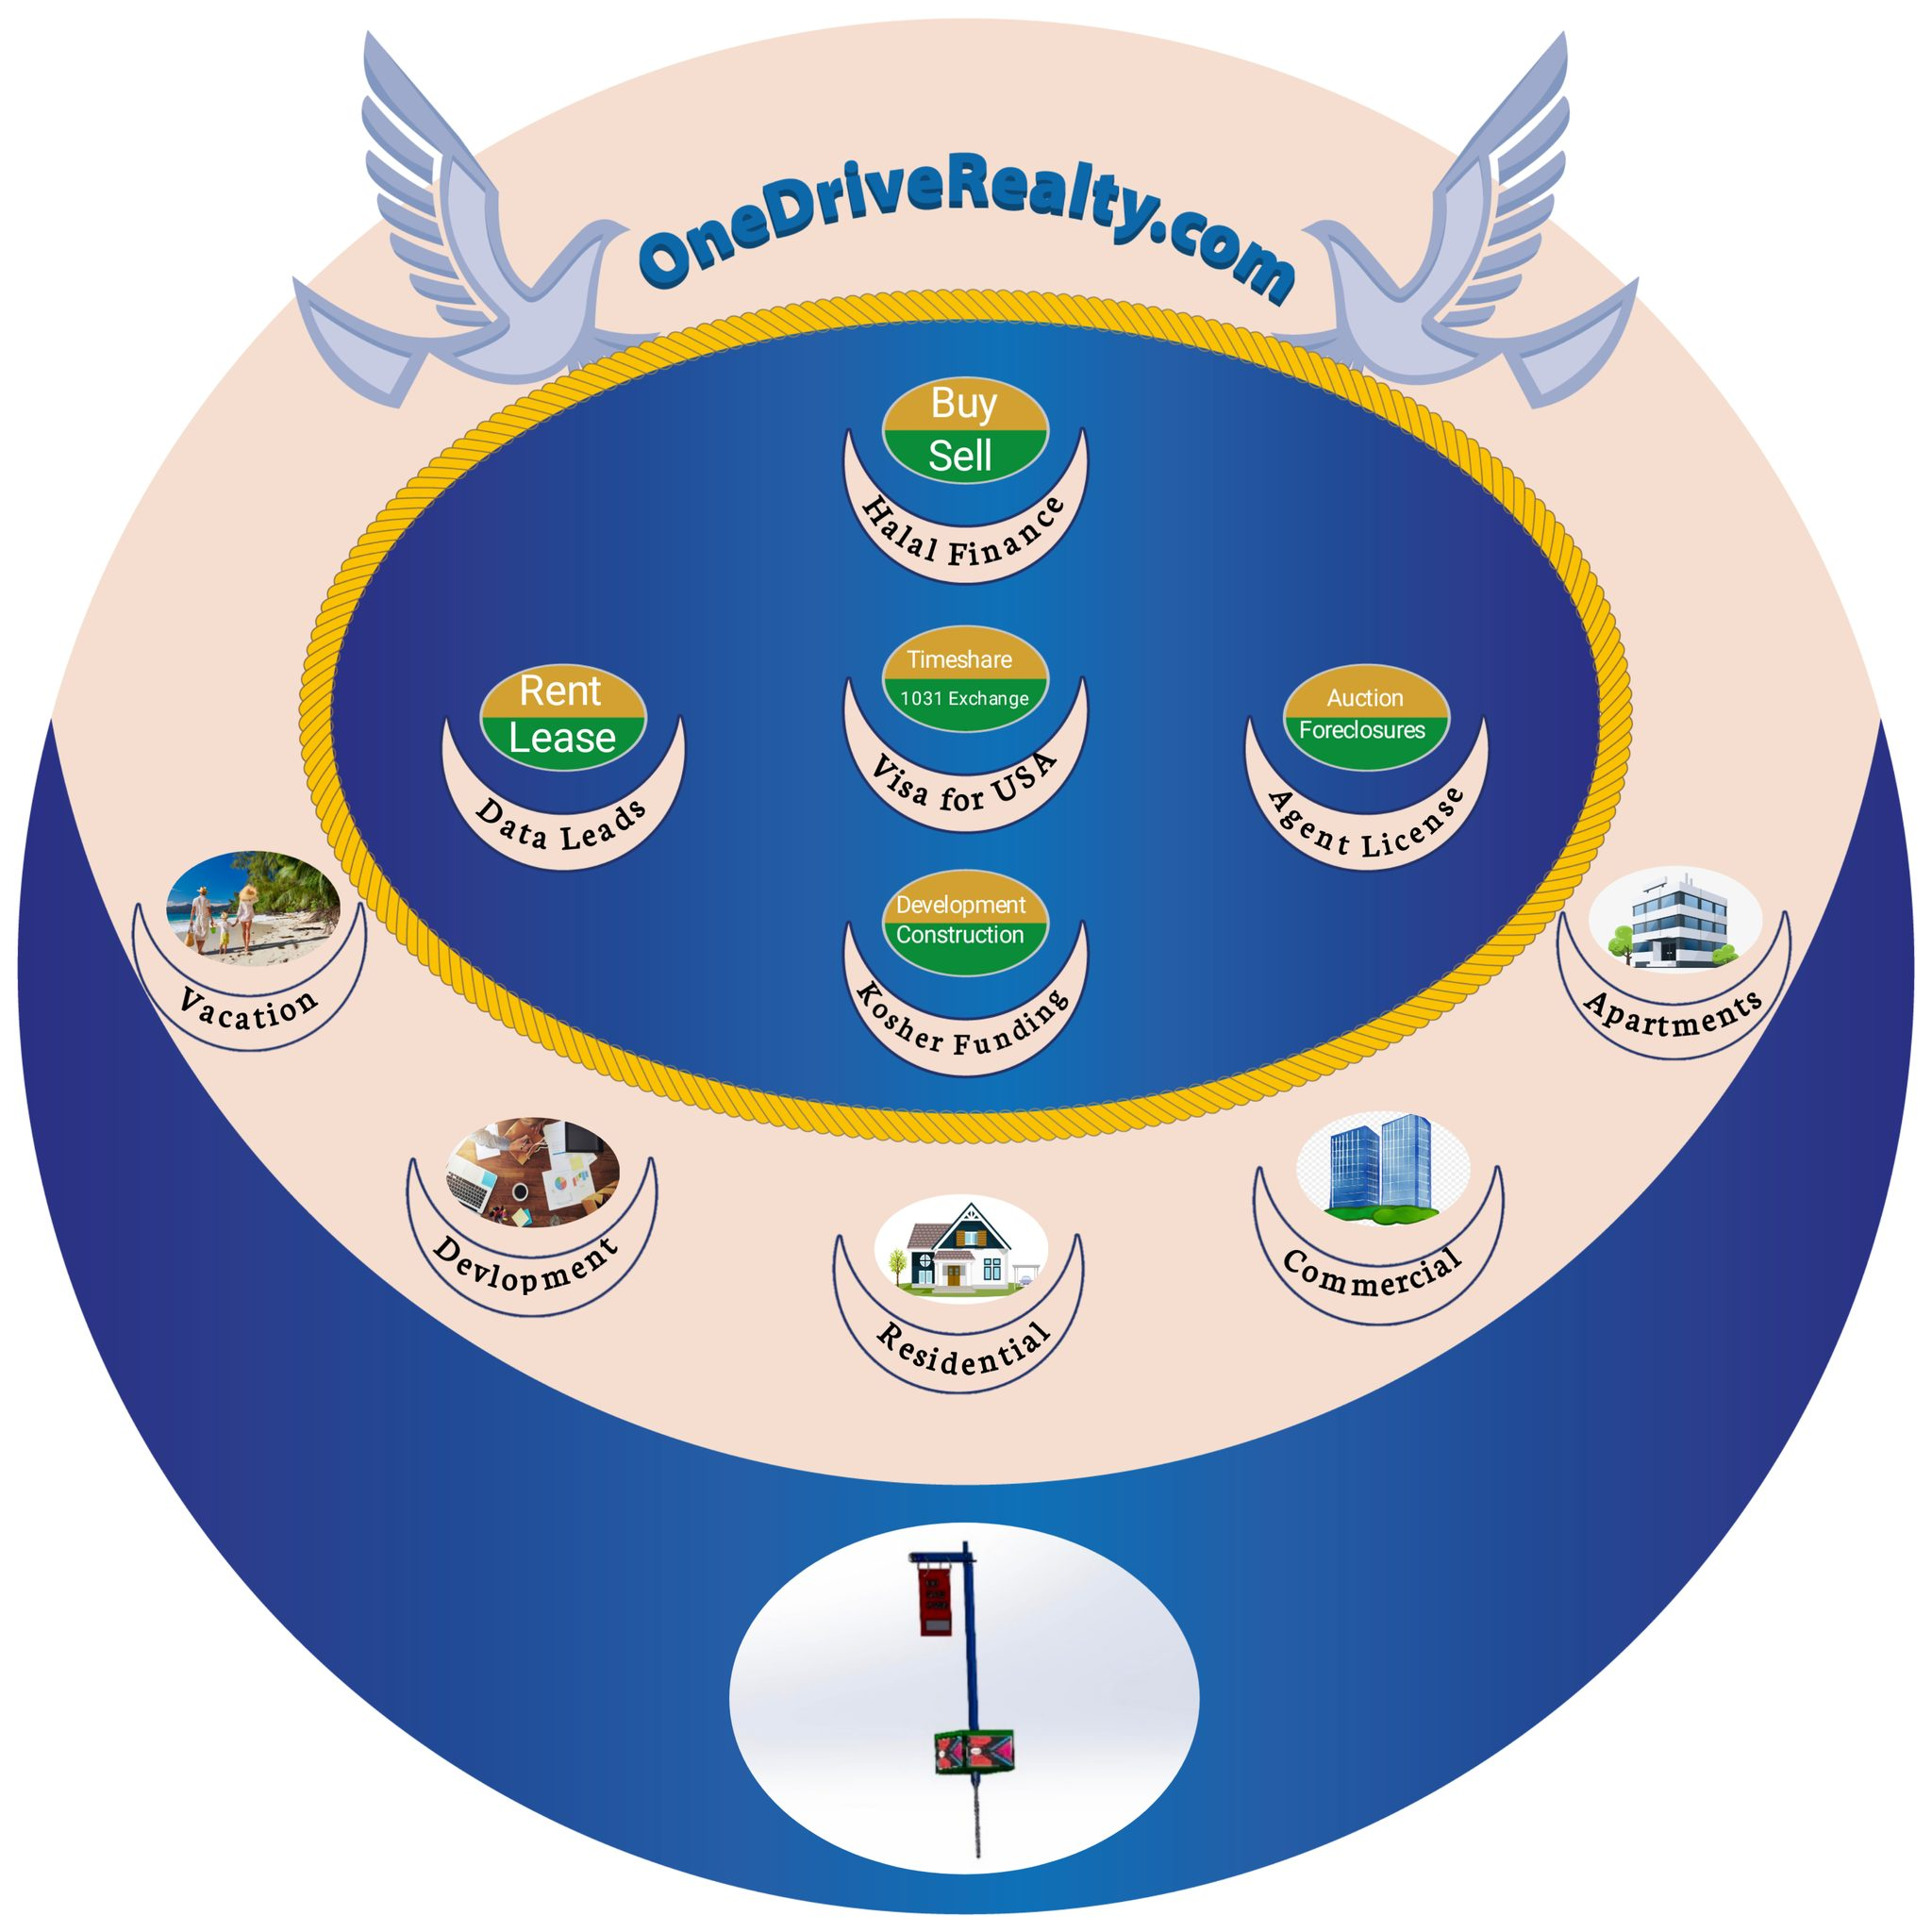 OneDriveRealty.com
Buy
Sell
Halal Finance
Timeshare
1031 Exchange
Visa for USA
Rent
Lease
Data Leads
Auction
Foreclosures
Agent License
Development
Construction
Kosher Funding
Vacation
Apartments
Devlopment
Commercial
Residential